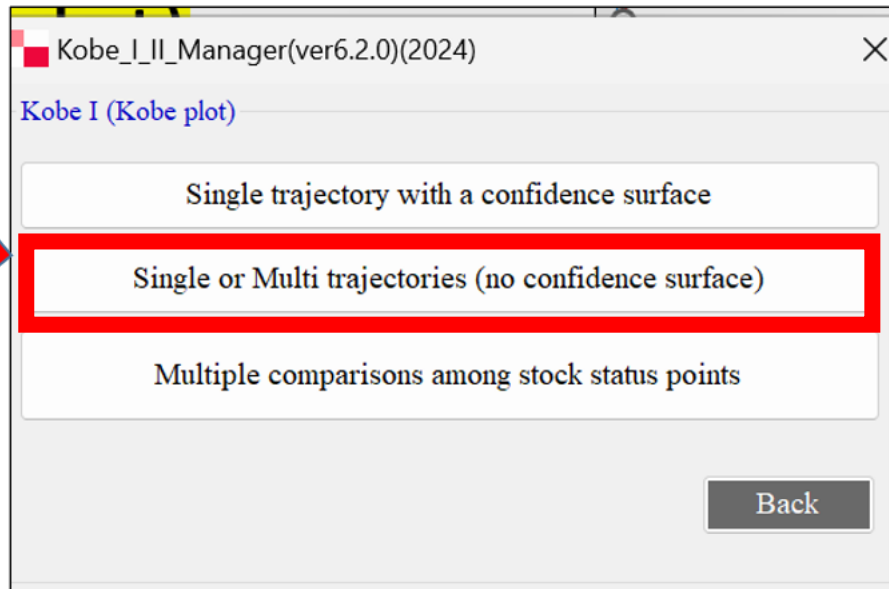 Kobe_I_II_Manager(ver6.2.0)(2024)
Kobe I (Kobe plot)
Single trajectory with a confidence surface
Single or Multi trajectories (no confidence surface)
Multiple comparisons among stock status points
Back